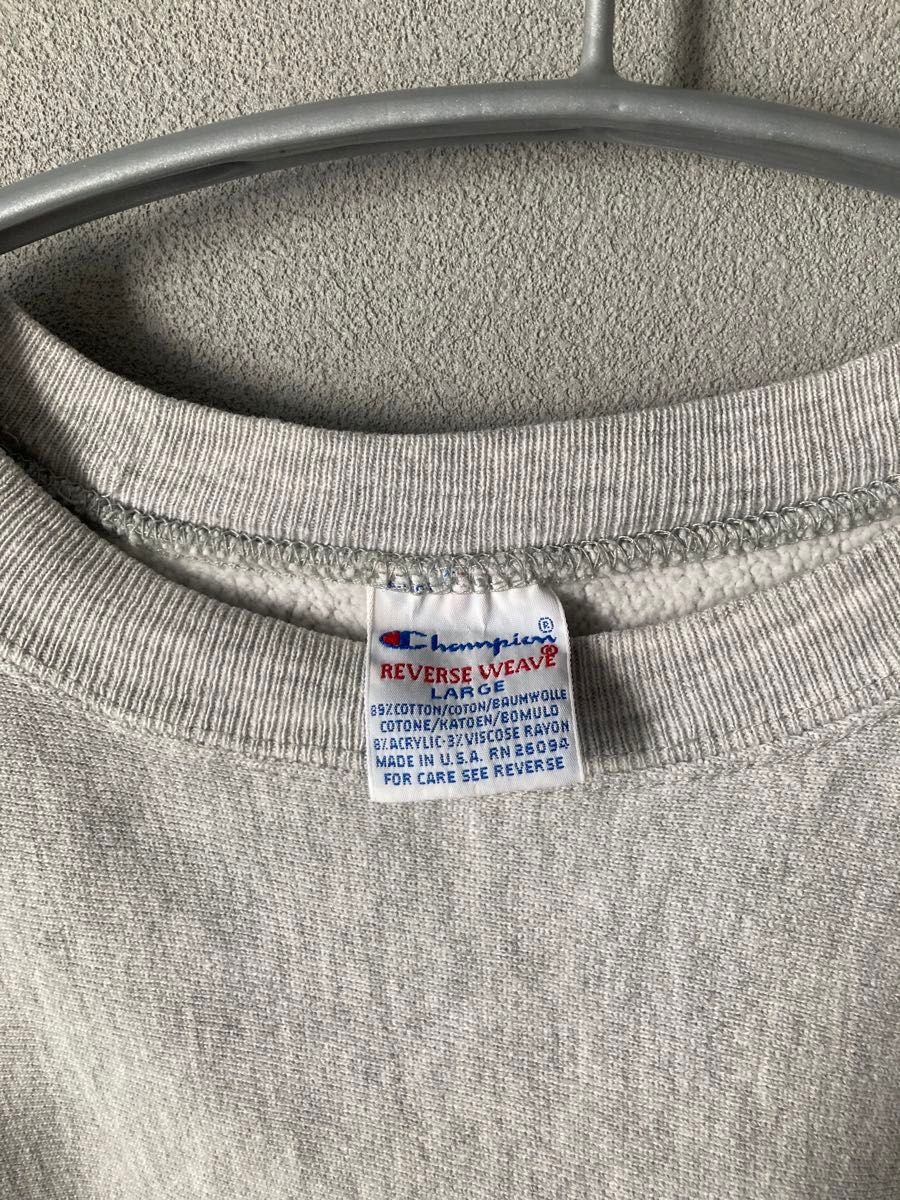 Champion®
REVERSE WEAVE®
LARGE
89% COTTON/COTON/BAUMWOLLE
COTONE/KATOEN/BOMULD
8% ACRYLIC-3% VISCOSE RAYON
MADE IN U.S.A. RN 26094
FOR CARE SEE REVERSE